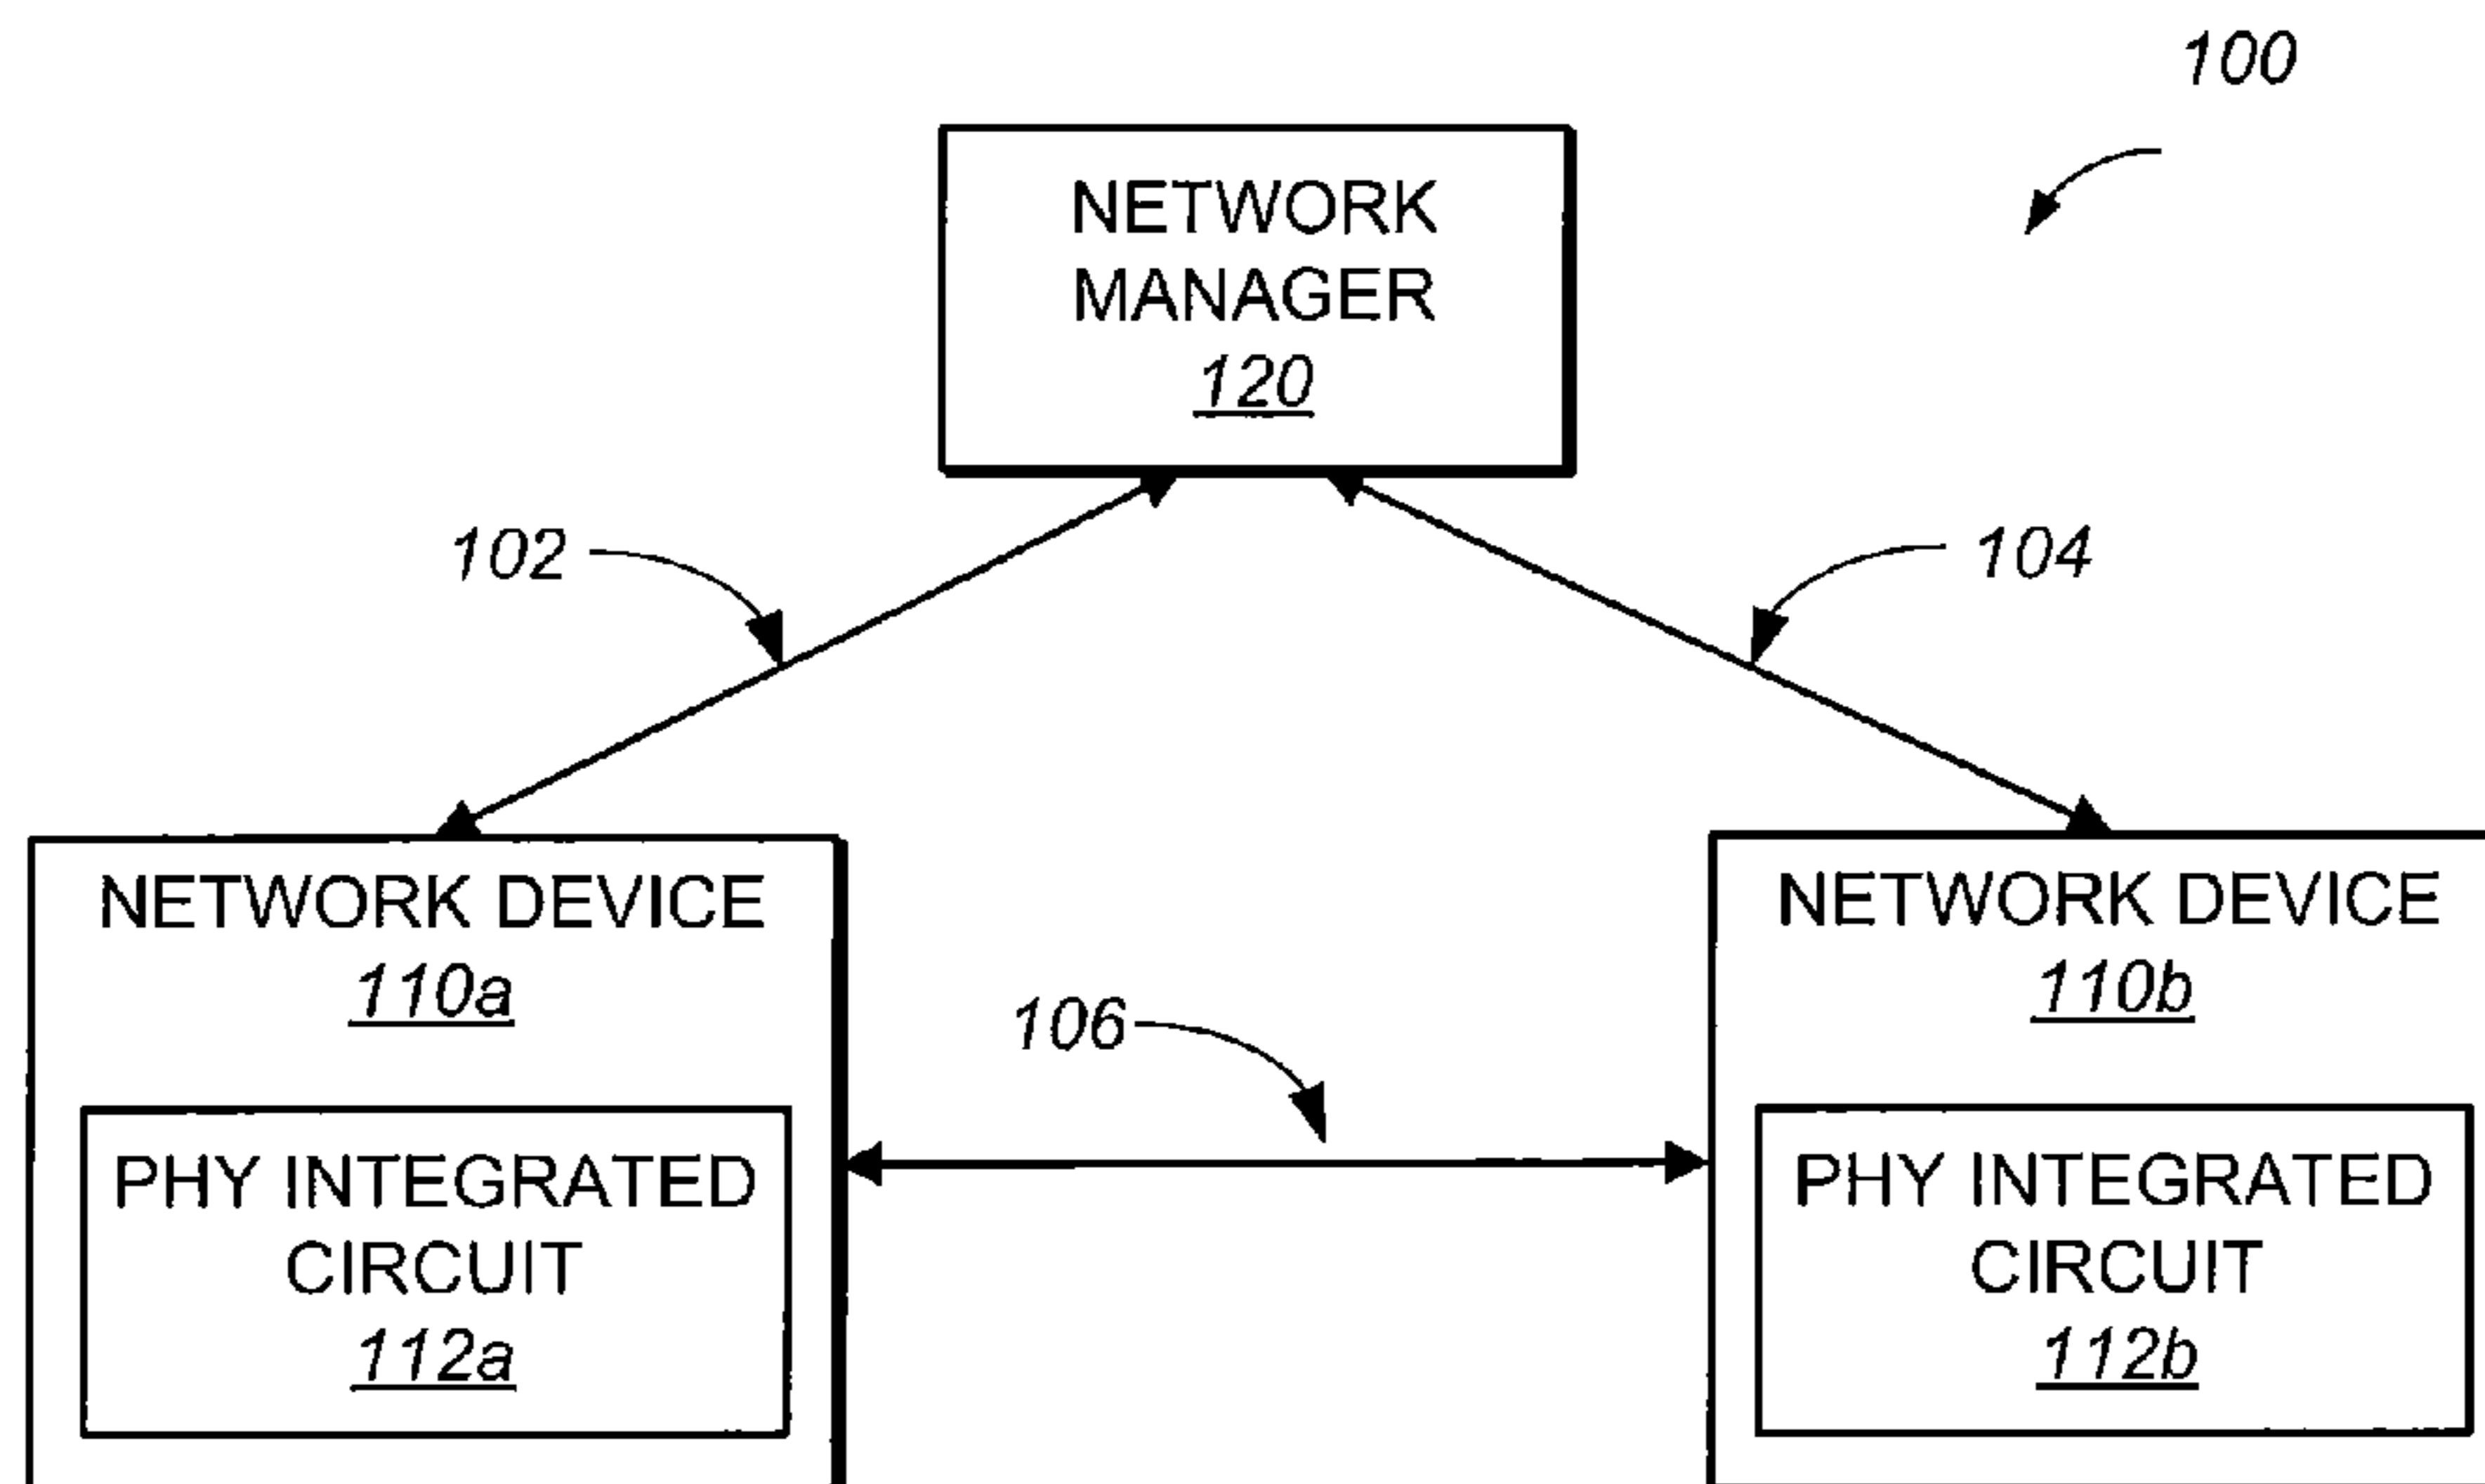 100
NETWORK
MANAGER
120
102
104
NETWORK DEVICE
110a
NETWORK DEVICE
110b
106
PHY INTEGRATED
CIRCUIT
112a
PHY INTEGRATED
CIRCUIT
112b